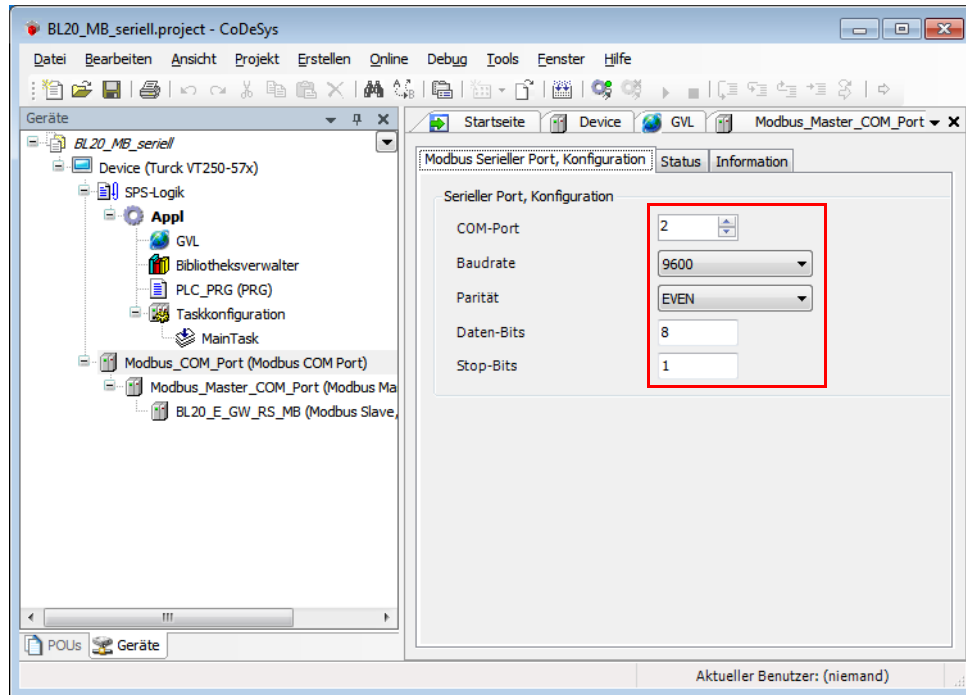 BL20_MB_seriell.project - CoDeSys
Datei Bearbeiten Ansicht Projekt Erstellen Online Debug Tools Fenster Hilfe
Geräte
BL20_MB_seriell
Device (Turck VT250-57x)
SPS-Logik
Appl
GVL
Bibliotheksverwalter
PLC_PRG (PRG)
Taskkonfiguration
MainTask
Modbus_COM_Port (Modbus COM Port)
Modbus_Master_COM_Port (Modbus Ma
BL20_E_GW_RS_MB (Modbus Slave,
POUs Geräte
Startseite Device GVL Modbus_Master_COM_Port
Modbus Serieller Port, Konfiguration Status Information
Serieller Port, Konfiguration
COM-Port 2
Baudrate 9600
Parität EVEN
Daten-Bits 8
Stop-Bits 1
Aktueller Benutzer: (niemand)